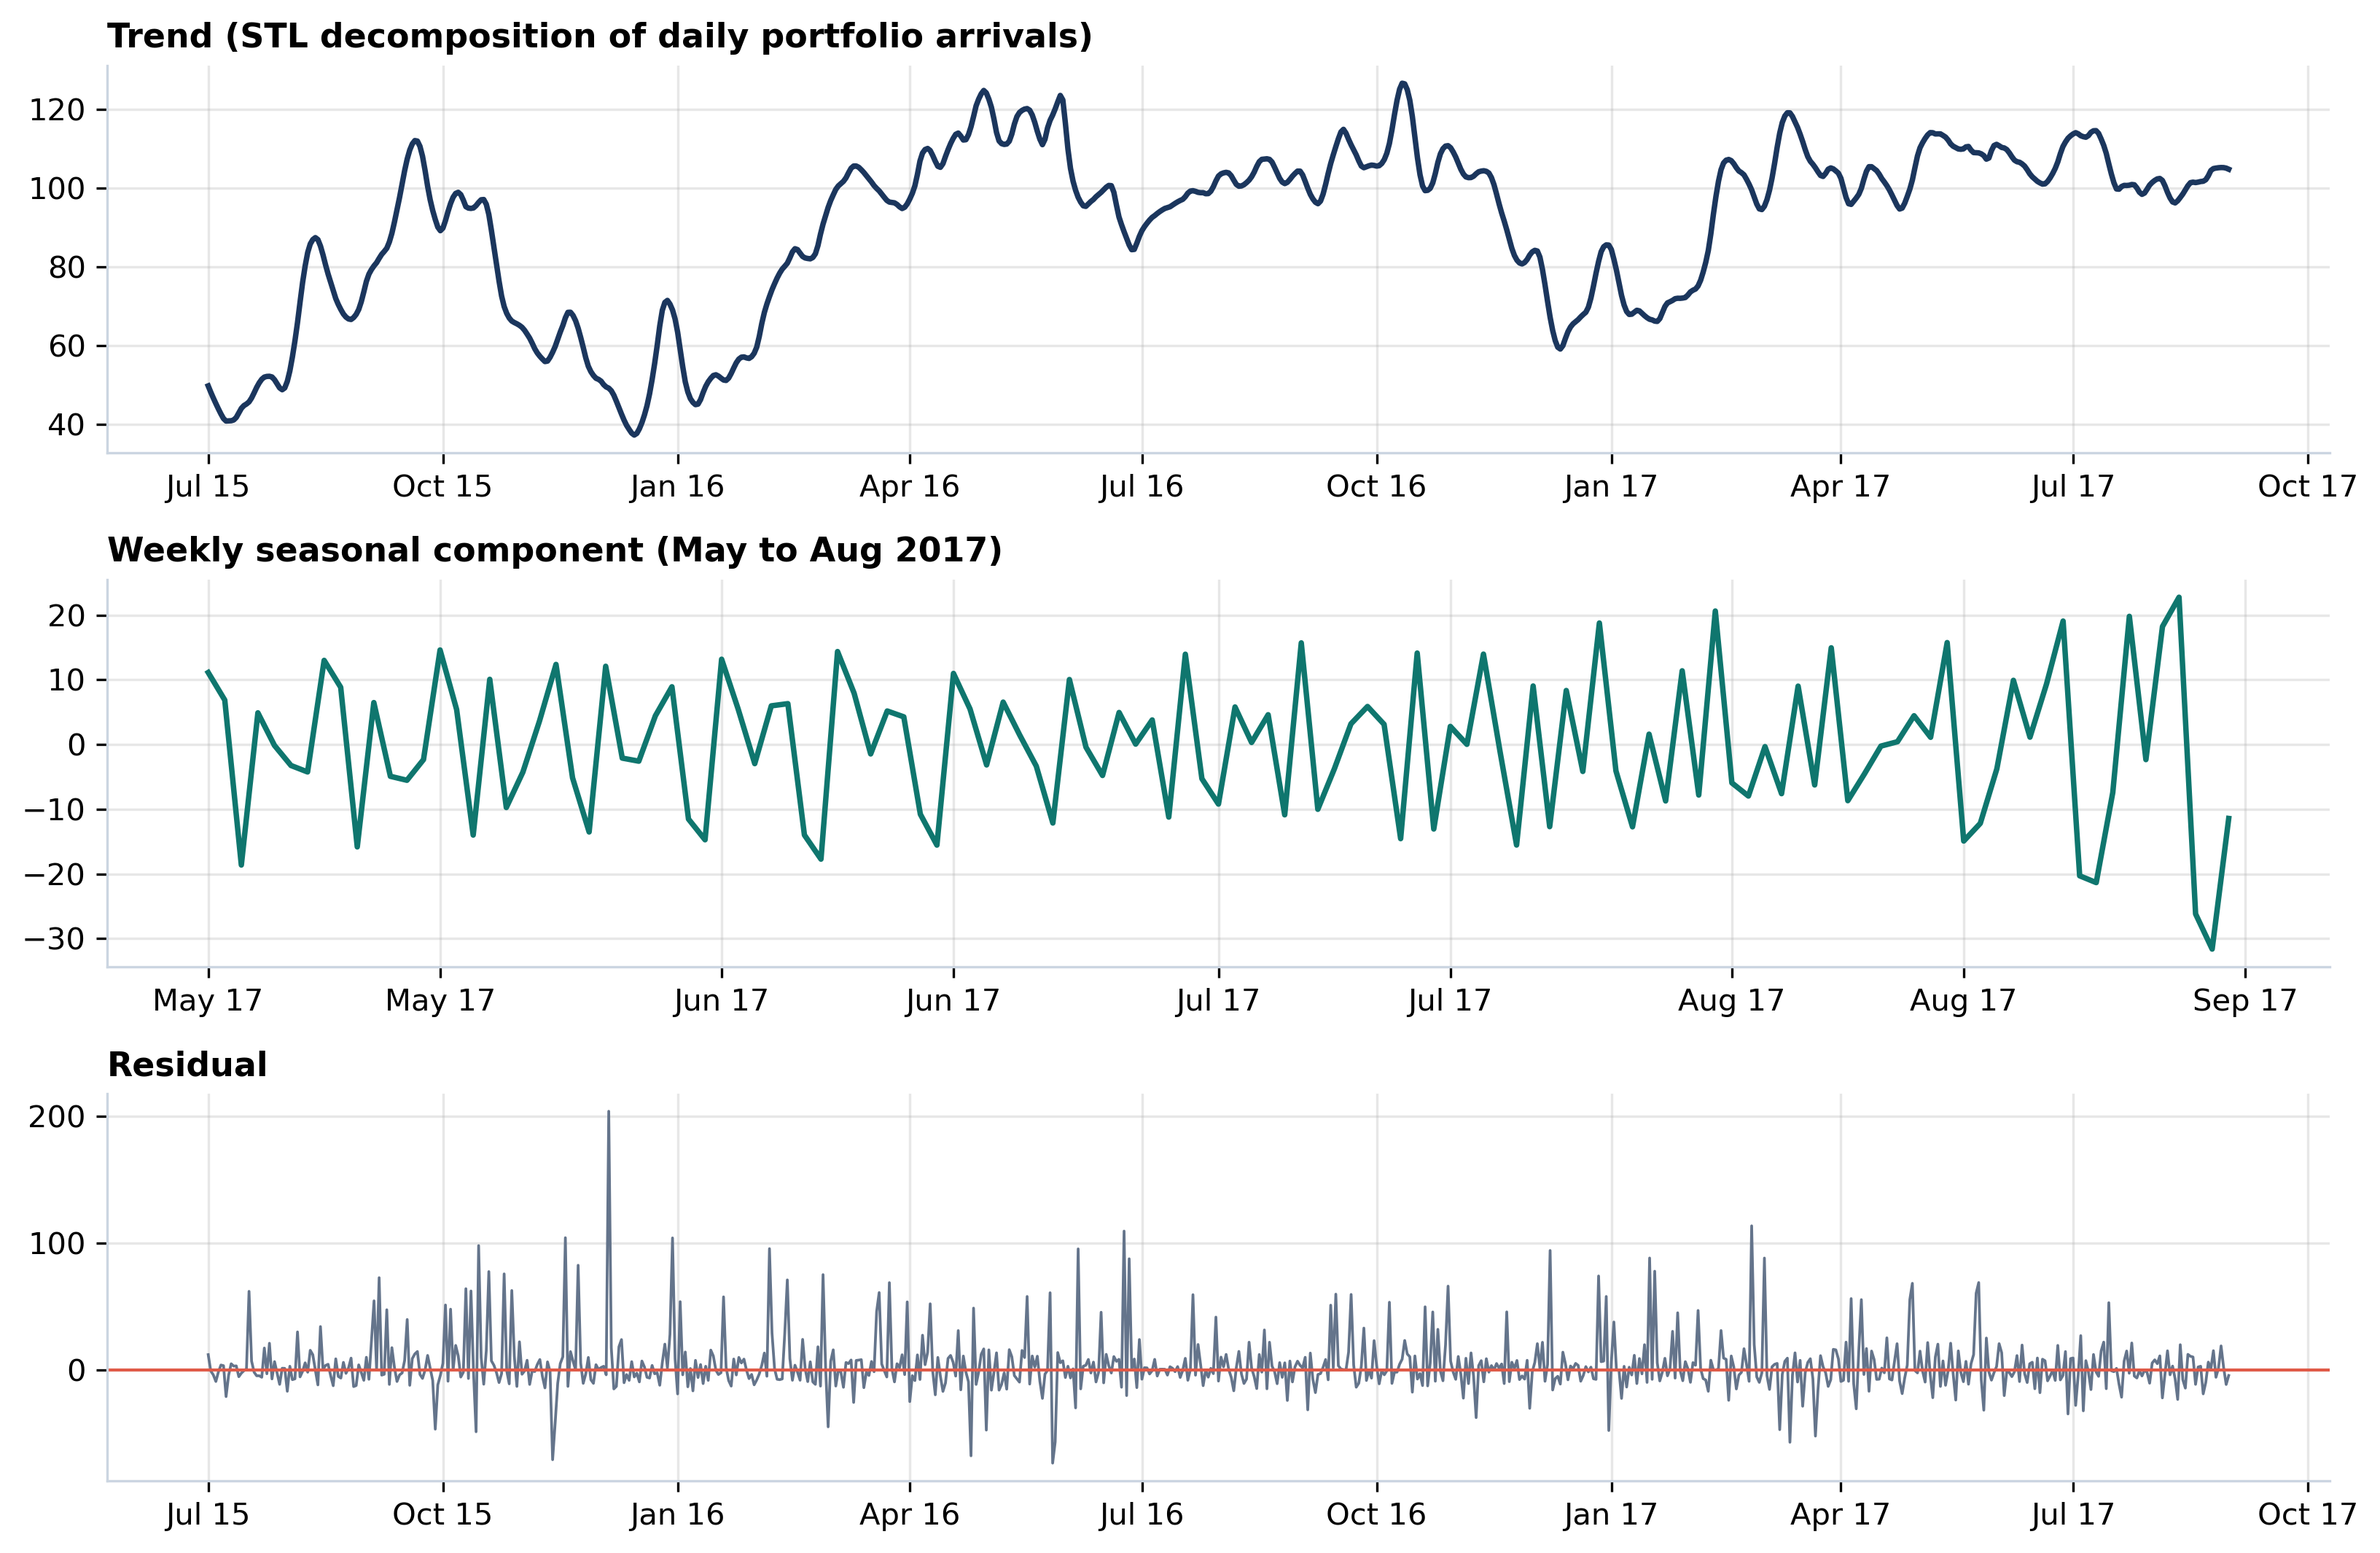 Trend (STL decomposition of daily portfolio arrivals)
120
100
80
60
40
Jul 15 Oct 15 Jan 16 Apr 16 Jul 16 Oct 16 Jan 17 Apr 17 Jul 17 Oct 17
Weekly seasonal component (May to Aug 2017)
20
10
0
−10
−20
−30
May 17 May 17 Jun 17 Jun 17 Jul 17 Jul 17 Aug 17 Aug 17 Sep 17
Residual
200
100
0
Jul 15 Oct 15 Jan 16 Apr 16 Jul 16 Oct 16 Jan 17 Apr 17 Jul 17 Oct 17